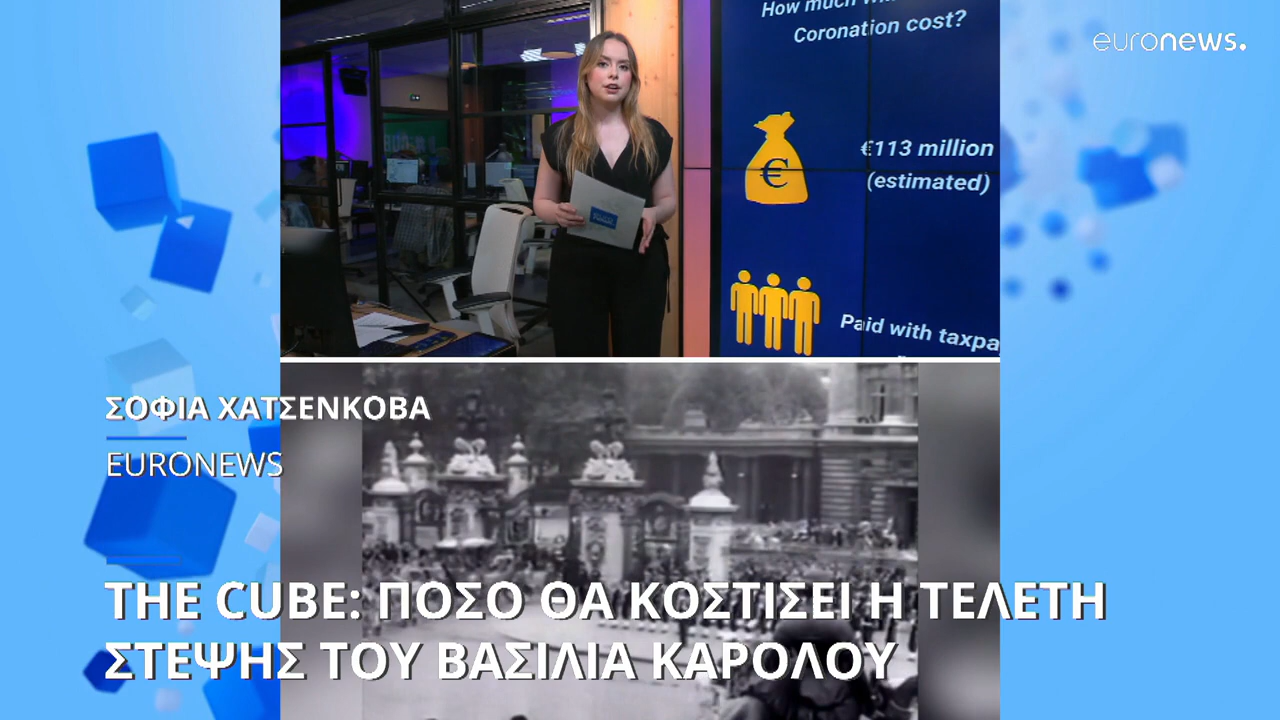 euronews.
Coronation cost?
How much
€113 million
(estimated)
Paid with
ΣΟΦΙΑ ΧΑΤΣΕΝΚΟΒΑ
EURONEWS
THE CUBE: ΠΟΣΟ ΘΑ ΚΟΣΤΙΣΕΙ Η ΤΕΛΕΤΗ
ΣΤΕΨΗΣ ΤΟΥ ΒΑΣΙΛΙΑ ΚΑΡΟΛΟΥ